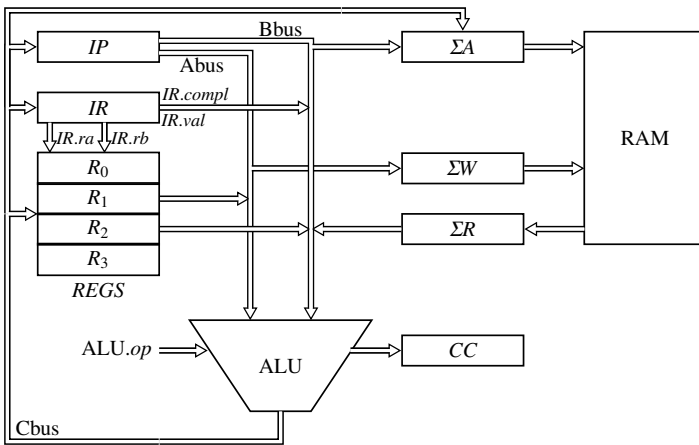 Bbus
IP
ΣA
Abus
IR.compl
IR
IR.val
IR.ra
IR.rb
RAM
R0
ΣW
R1
R2
ΣR
R3
REGS
ALU.op
ALU
CC
Cbus